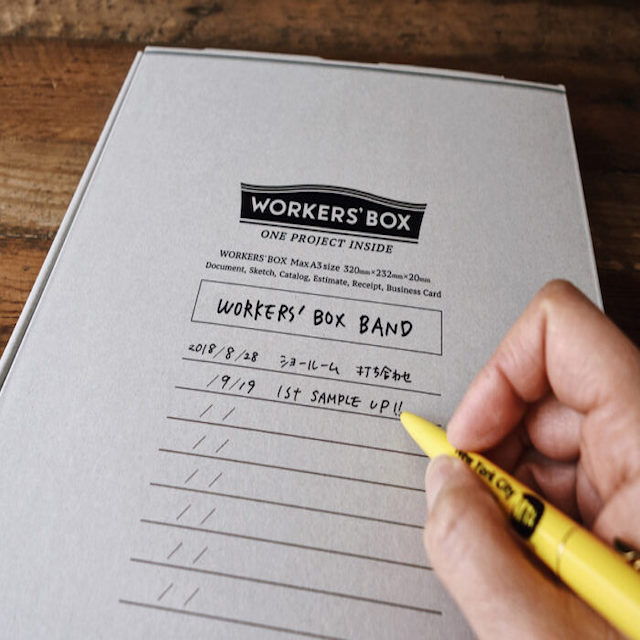 WORKERS' BOX
ONE PROJECT INSIDE
WORKERS' BOX Max A3 size 320mm×232mm×20mm
Document, Sketch, Catalog, Estimate, Receipt, Business Card
WORKERS' BOX BAND
2018/8/28 ショールーム 打ち合わせ
/9/19 1ST SAMPLE UP!!
/ /
/ /
/ /
/ /
/ /
/ /
New York City